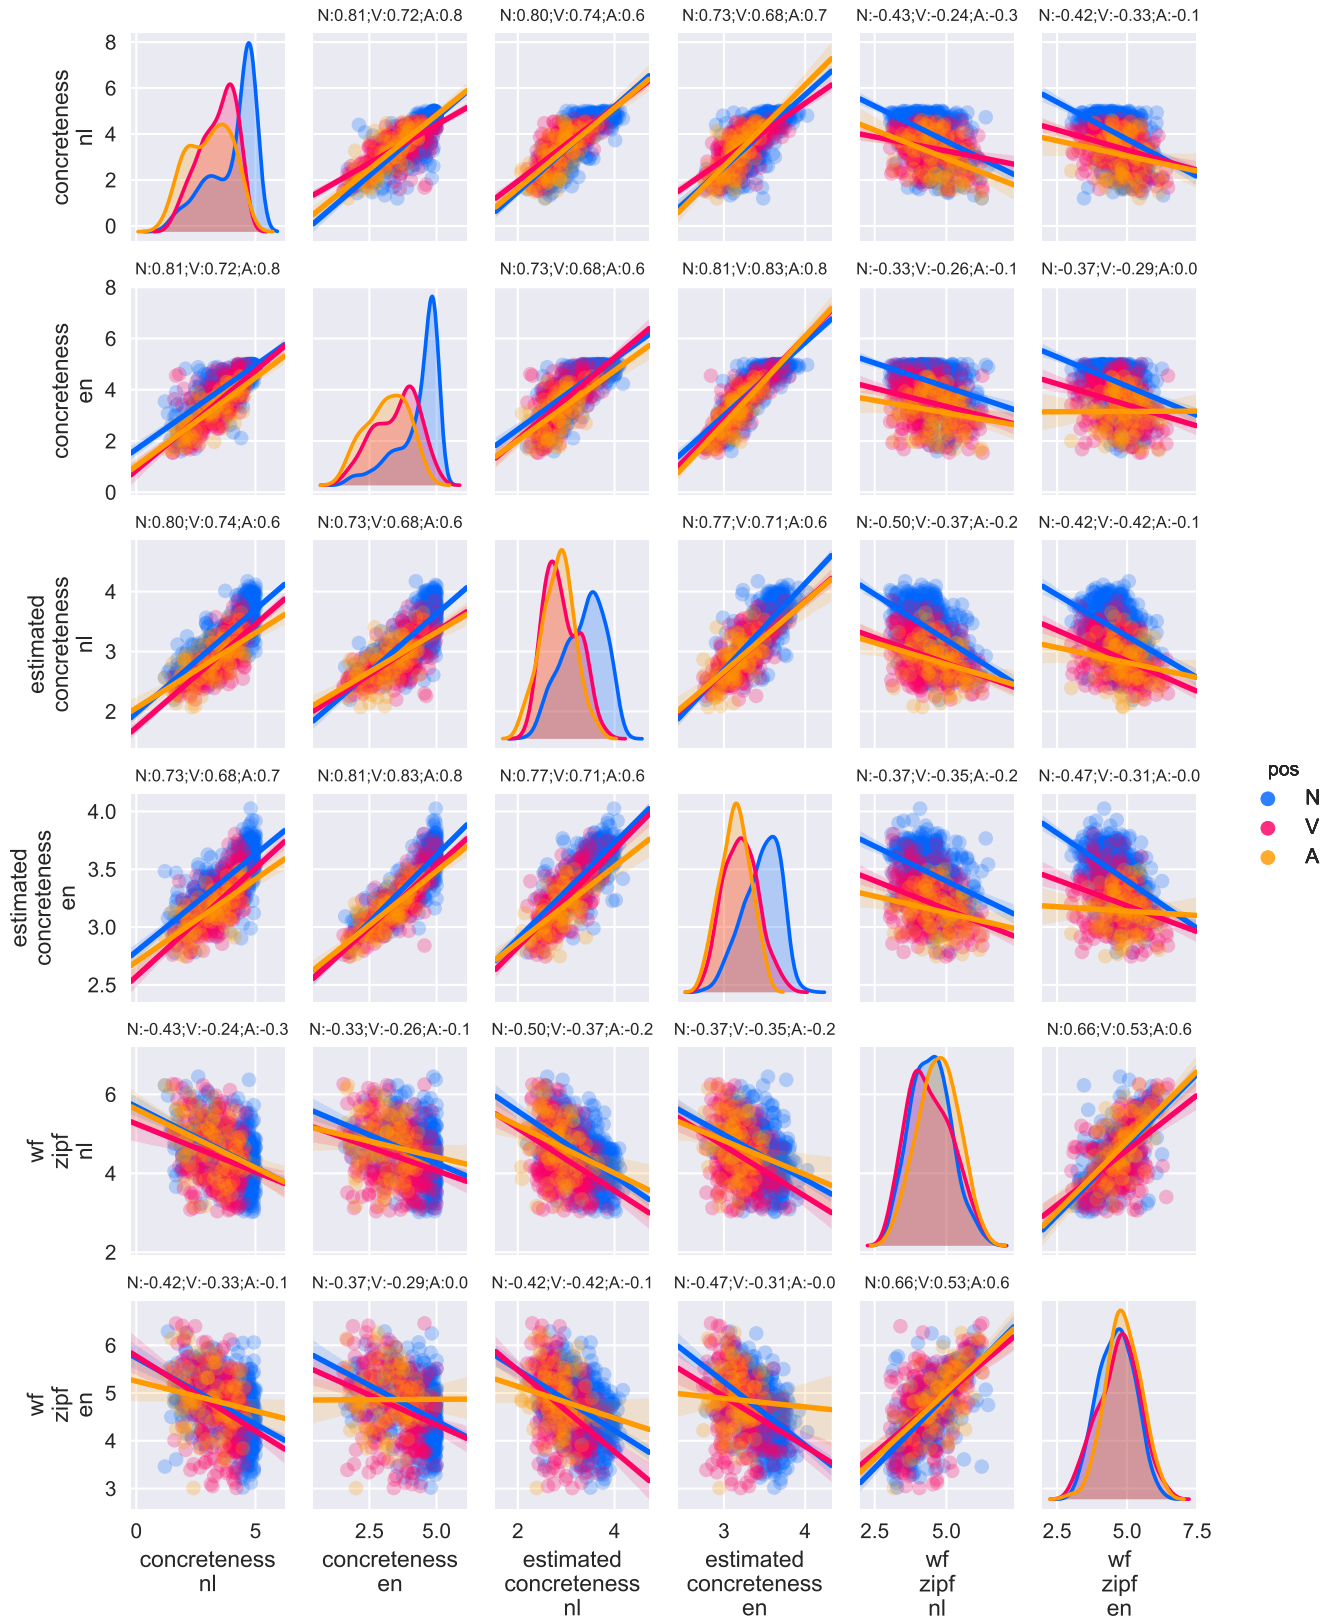 N:0.81;V:0.72;A:0.8
N:0.80;V:0.74;A:0.6
N:0.73;V:0.68;A:0.7
N:-0.43;V:-0.24;A:-0.3
N:-0.42;V:-0.33;A:-0.1
8
6
4
2
0
concreteness
nl
N:0.81;V:0.72;A:0.8
N:0.73;V:0.68;A:0.6
N:0.81;V:0.83;A:0.8
N:-0.33;V:-0.26;A:-0.1
N:-0.37;V:-0.29;A:0.0
8
6
4
2
0
concreteness
en
N:0.80;V:0.74;A:0.6
N:0.73;V:0.68;A:0.6
N:0.77;V:0.71;A:0.6
N:-0.50;V:-0.37;A:-0.2
N:-0.42;V:-0.42;A:-0.1
4
3
2
estimated
concreteness
nl
N:0.73;V:0.68;A:0.7
N:0.81;V:0.83;A:0.8
N:0.77;V:0.71;A:0.6
N:-0.37;V:-0.35;A:-0.2
N:-0.47;V:-0.31;A:-0.0
4.0
3.5
3.0
2.5
estimated
concreteness
en
pos
N
V
A
N:-0.43;V:-0.24;A:-0.3
N:-0.33;V:-0.26;A:-0.1
N:-0.50;V:-0.37;A:-0.2
N:-0.37;V:-0.35;A:-0.2
N:0.66;V:0.53;A:0.6
6
4
2
wf
zipf
nl
N:-0.42;V:-0.33;A:-0.1
N:-0.37;V:-0.29;A:0.0
N:-0.42;V:-0.42;A:-0.1
N:-0.47;V:-0.31;A:-0.0
N:0.66;V:0.53;A:0.6
6
5
4
3
wf
zipf
en
0 5
2.5 5.0
2 4
3 4
2.5 5.0
2.5 5.0 7.5
concreteness
nl
concreteness
en
estimated
concreteness
nl
estimated
concreteness
en
wf
zipf
nl
wf
zipf
en